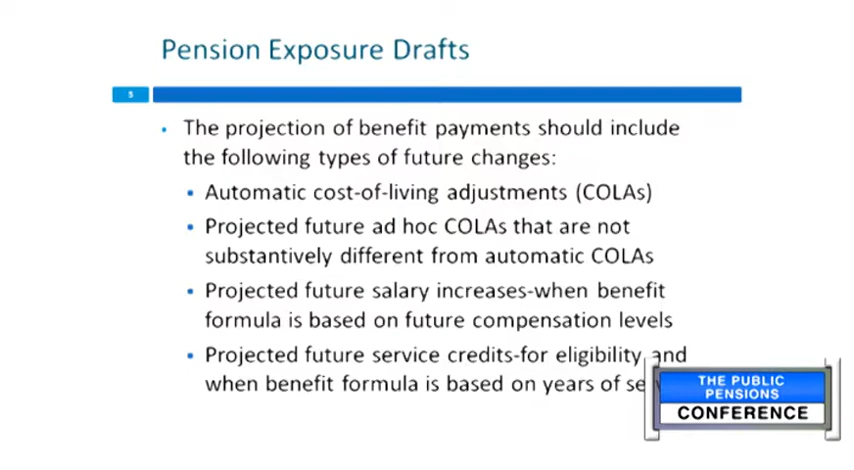 Pension Exposure Drafts
5
• The projection of benefit payments should include
the following types of future changes:
• Automatic cost-of-living adjustments (COLAs)
• Projected future ad hoc COLAs that are not
substantively different from automatic COLAs
• Projected future salary increases-when benefit
formula is based on future compensation levels
• Projected future service credits-for eligibility and
when benefit formula is based on years of
THE PUBLIC
PENSIONS
CONFERENCE